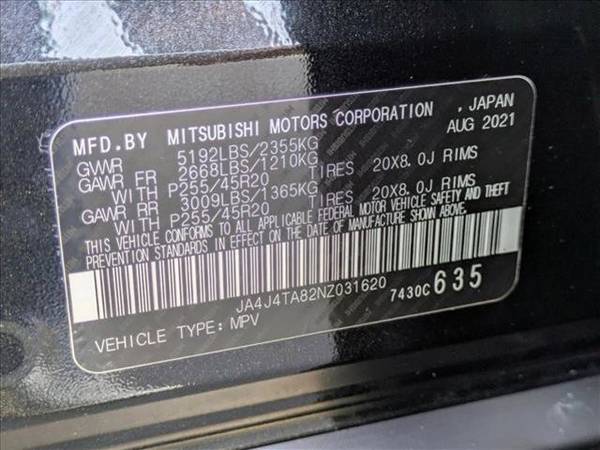 MFD.BY MITSUBISHI MOTORS CORPORATION , JAPAN
AUG 2021
GVWR 5192LBS/2355KG
GAWR FR 2668LBS/1210KG
WITH P255/45R20 TIRES 20X8.0J RIMS
GAWR RR 3009LBS/1365KG
WITH P255/45R20 TIRES 20X8.0J RIMS
THIS VEHICLE CONFORMS TO ALL APPLICABLE FEDERAL MOTOR VEHICLE SAFETY AND THEFT
PREVENTION STANDARDS IN EFFECT ON THE DATE OF MANUFACTURE SHOWN ABOVE.
JA4J4TA82NZ031620
7430C635
VEHICLE TYPE: MPV